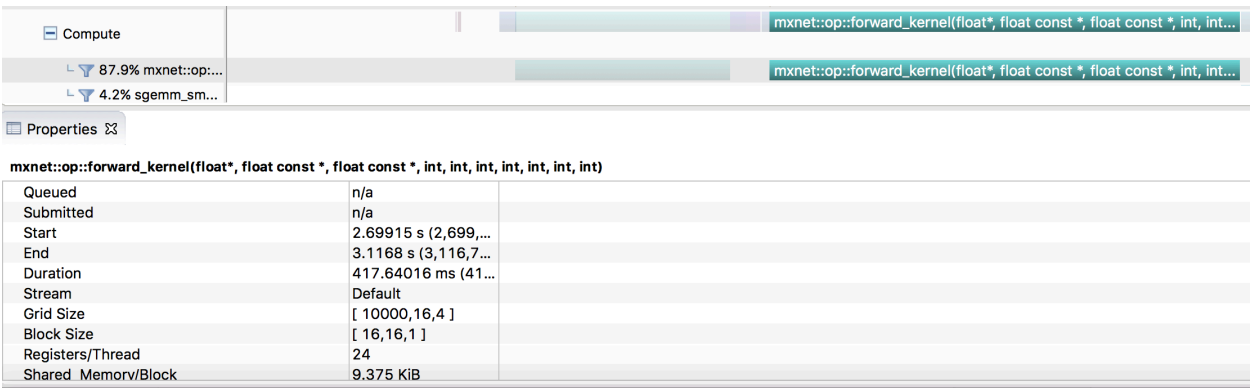 Compute
mxnet::op::forward_kernel(float*, float const *, float const *, int, int...
87.9% mxnet::op:...
mxnet::op::forward_kernel(float*, float const *, float const *, int, int...
4.2% sgemm_sm...
Properties
mxnet::op::forward_kernel(float*, float const *, float const *, int, int, int, int, int, int, int)
Queued n/a
Submitted n/a
Start 2.69915 s (2,699,...
End 3.1168 s (3,116,7...
Duration 417.64016 ms (41...
Stream Default
Grid Size [ 10000,16,4 ]
Block Size [ 16,16,1 ]
Registers/Thread 24
Shared Memory/Block 9.375 KiB